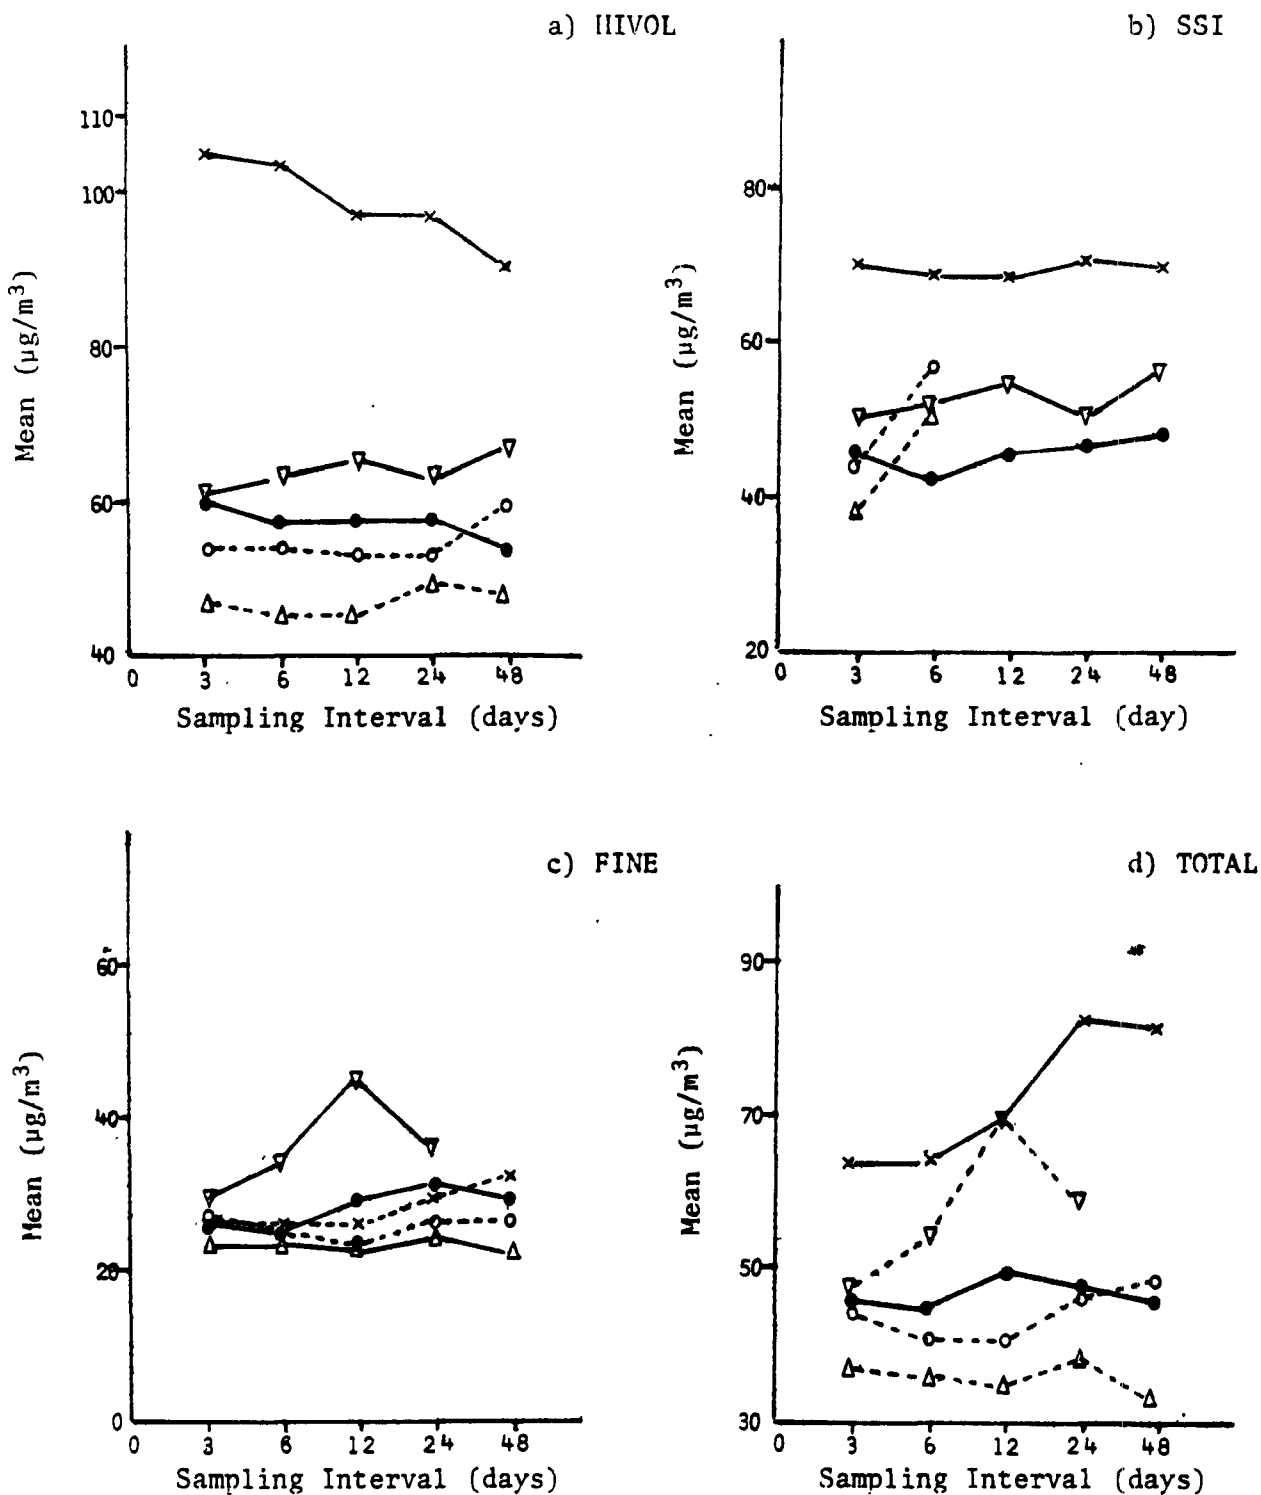 a) HIVOL
110
100
80
60
40
Mean (µg/m³)
0 3 6 12 24 48
Sampling Interval (days)
b) SSI
80
60
40
20
Mean (µg/m³)
0 3 6 12 24 48
Sampling Interval (day)
c) FINE
60
40
20
0
Mean (µg/m³)
0 3 6 12 24 48
Sampling Interval (days)
d) TOTAL
90
70
50
30
Mean (µg/m³)
0 3 6 12 24 48
Sampling Interval (days)